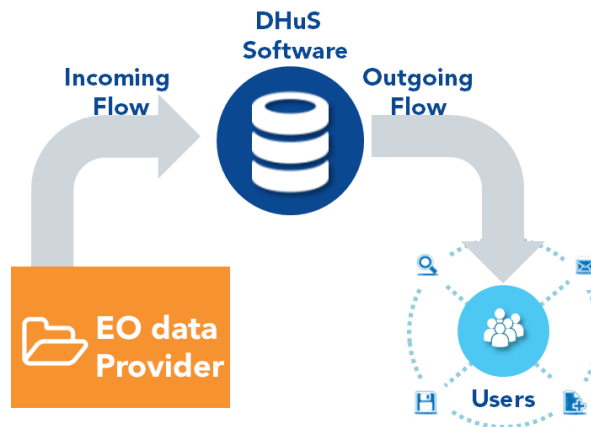 DHuS
Software
Incoming
Flow
Outgoing
Flow
EO data
Provider
Users